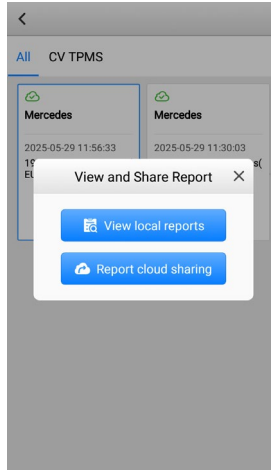 All CV TPMS
Mercedes Mercedes
2025-05-29 11:56:33 2025-05-29 11:30:03
View and Share Report
View local reports
Report cloud sharing